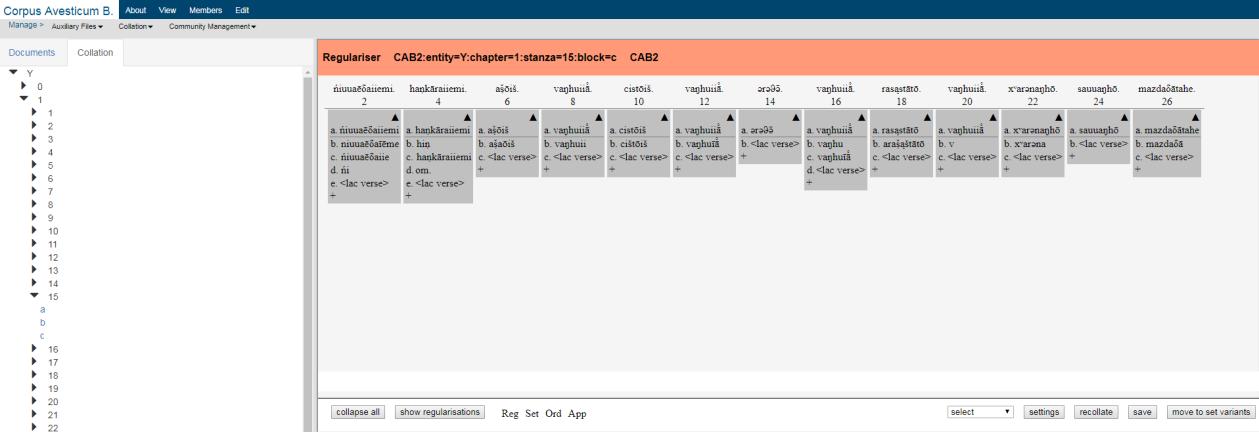 Corpus Avesticum B. About View Members Edit
Manage > Auxiliary Files Collation Community Management
Documents Collation
Y
0
1
1
2
3
4
5
6
7
8
9
10
11
12
13
14
15
a
b
c
16
17
18
19
20
21
22
Regulariser CAB2:entity=Y:chapter=1:stanza=15:block=c CAB2
ńiuuaēδaiiemi. haṇkāraiiemi. aṣ̌ōiš. vaŋhuiiā̊. cistōiš. vaŋhuiiā̊. ərəϑə̄. vaŋhuiiā̊. rasąstātō. vaŋhuiiā̊. xᵛarənaŋhō. sauuaŋhō. mazdaδātahe.
2 4 6 8 10 12 14 16 18 20 22 24 26
a. ńiuuaēδaiiemi a. haṇkāraiiemi a. aṣ̌ōiš a. vaŋhuiiā̊ a. cistōiš a. vaŋhuiiā̊ a. ərəϑə̄ a. vaŋhuiiā̊ a. rasąstātō a. vaŋhuiiā̊ a. xᵛarənaŋhō a. sauuaŋhō a. mazdaδātahe
b. ńiuuaēδaiēme b. hiṇ b. aṣ̌aōiš b. vaŋhuii b. cištōiš b. vaŋhuīā̊ b. <lac verse> b. vaŋhu b. arašąštātō b. v b. xᵛarəna b. <lac verse> b. mazdaδā
c. ńiuuaēδaiie c. haṇkāraiiemi c. <lac verse> c. <lac verse> c. <lac verse> c. <lac verse> + c. vaŋhuīā̊ c. <lac verse> c. <lac verse> c. <lac verse> + c. <lac verse>
d. ńi d. om. + + + + d. <lac verse> + + + +
e. <lac verse> e. <lac verse> +
+ +
collapse all show regularisations Reg Set Ord App select settings recollate save move to set variants